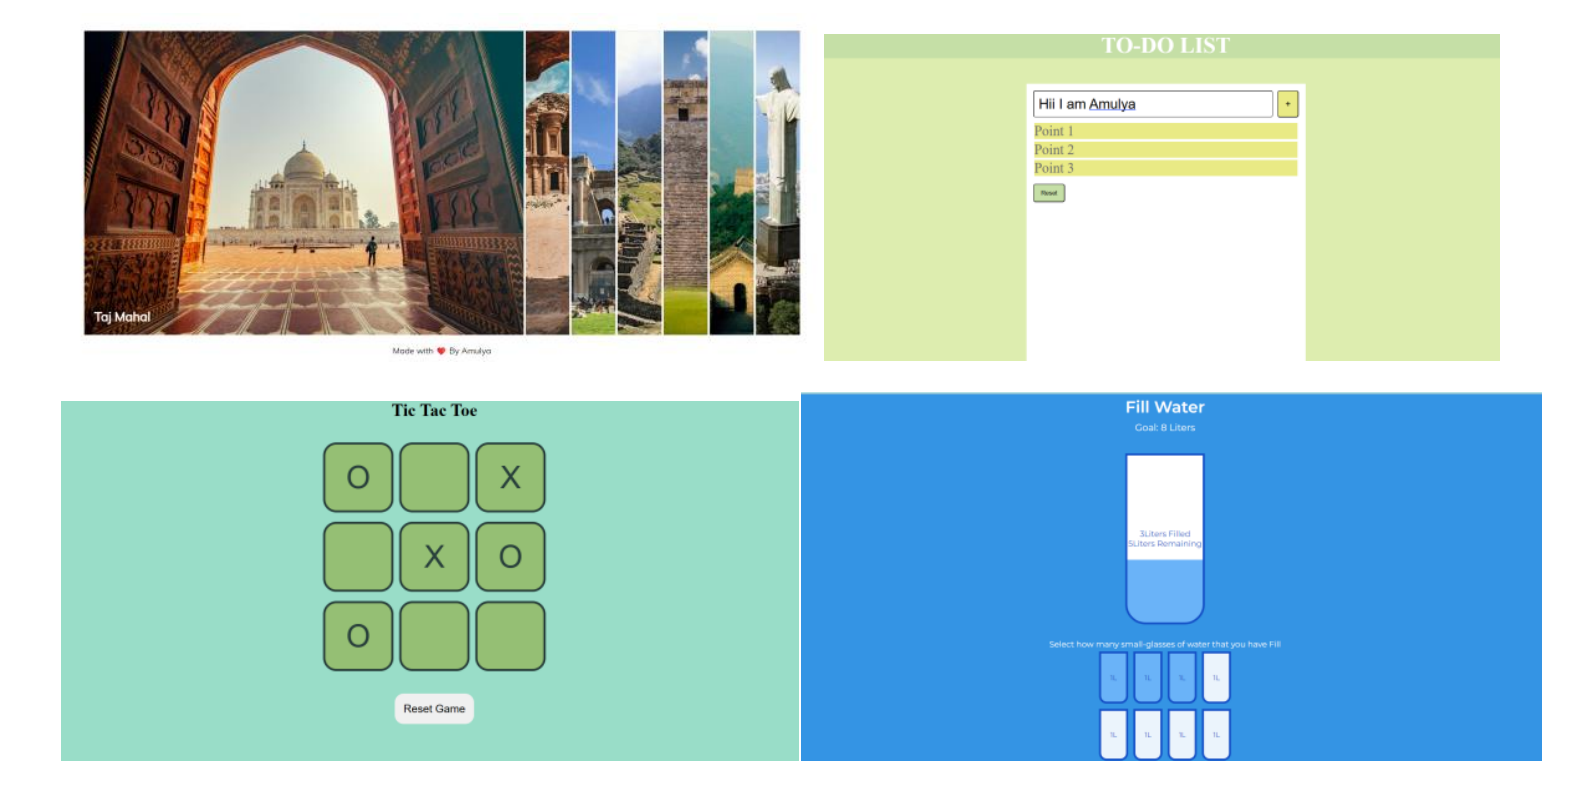 Taj Mahal
Made with ❤ By Amulya
TO-DO LIST
Hii I am Amulya
+
Point 1
Point 2
Point 3
Reset
Tic Tac Toe
O X
X O
O
Reset Game
Fill Water
Goal: 8 Liters
3Liters Filled
5Liters Remaining
Select how many small-glasses of water that you have Fill
1L 1L 1L 1L
1L 1L 1L 1L